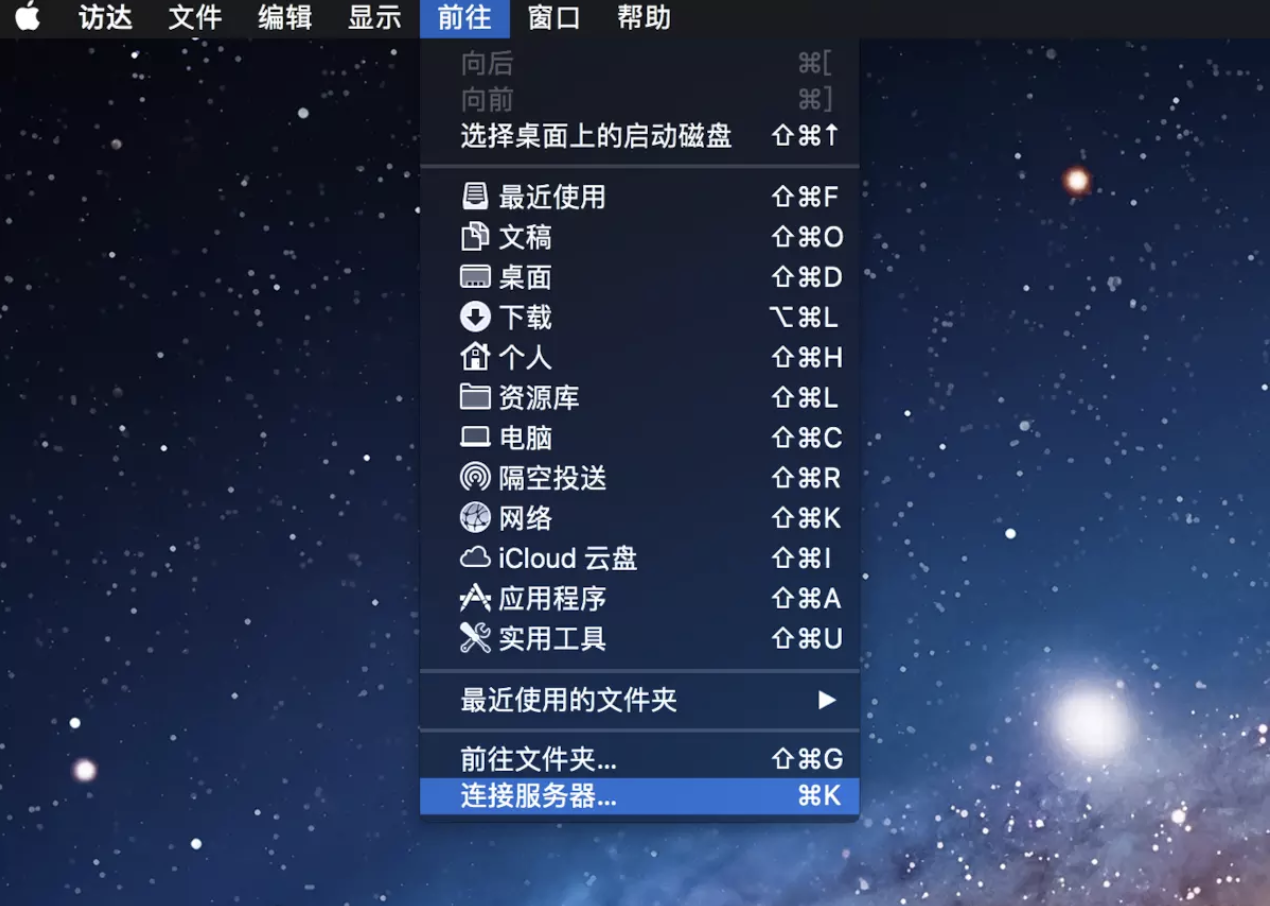 访达 文件 编辑 显示 前往 窗口 帮助
向后 ⌘[
向前 ⌘]
选择桌面上的启动磁盘 ⇧⌘↑
最近使用 ⇧⌘F
文稿 ⇧⌘O
桌面 ⇧⌘D
下载 ⌥⌘L
个人 ⇧⌘H
资源库 ⇧⌘L
电脑 ⇧⌘C
隔空投送 ⇧⌘R
网络 ⇧⌘K
iCloud 云盘 ⇧⌘I
应用程序 ⇧⌘A
实用工具 ⇧⌘U
最近使用的文件夹 ▶
前往文件夹... ⇧⌘G
连接服务器... ⌘K